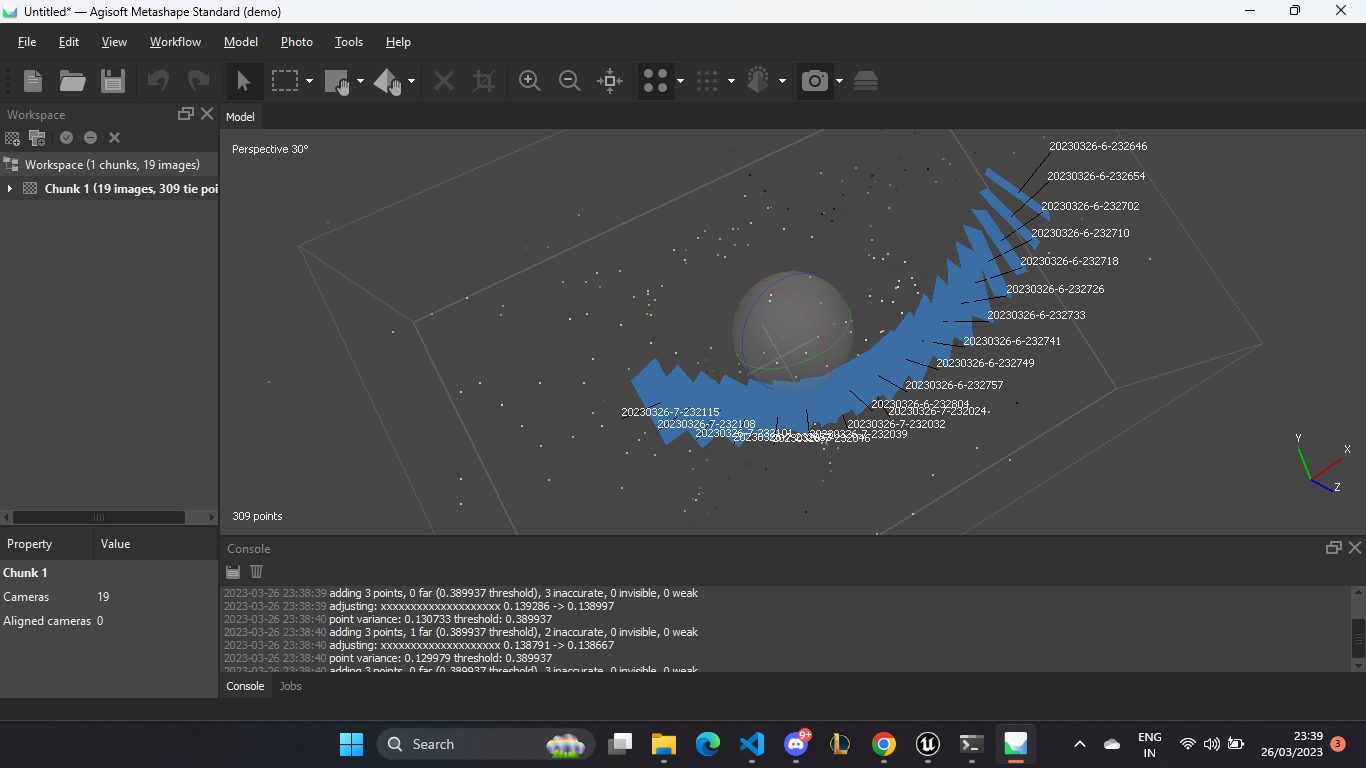 Untitled* — Agisoft Metashape Standard (demo)
File Edit View Workflow Model Photo Tools Help
Workspace
Workspace (1 chunks, 19 images)
Chunk 1 (19 images, 309 tie poi
Property Value
Chunk 1
Cameras 19
Aligned cameras 0
Model
Perspective 30°
20230326-6-232646
20230326-6-232654
20230326-6-232702
20230326-6-232710
20230326-6-232718
20230326-6-232726
20230326-6-232733
20230326-6-232741
20230326-6-232749
20230326-6-232757
20230326-6-232804
20230326-7-232024
20230326-7-232115
20230326-7-232108
20230326-7-232032
20230326-7-232101
20230326-7-232039
20230326-7-232046
Y
X
Z
309 points
Console
2023-03-26 23:38:39 adding 3 points, 0 far (0.389937 threshold), 3 inaccurate, 0 invisible, 0 weak
2023-03-26 23:38:39 adjusting: xxxxxxxxxxxxxxxxxxxx 0.139286 -> 0.138997
2023-03-26 23:38:40 point variance: 0.130733 threshold: 0.389937
2023-03-26 23:38:40 adding 3 points, 1 far (0.389937 threshold), 2 inaccurate, 0 invisible, 0 weak
2023-03-26 23:38:40 adjusting: xxxxxxxxxxxxxxxxxxxx 0.138791 -> 0.138667
2023-03-26 23:38:40 point variance: 0.129979 threshold: 0.389937
2023-03-26 23:38:40 adding 3 points, 0 far (0.389937 threshold), 3 inaccurate, 0 invisible, 0 weak
Console Jobs
Search
9+
ENG
IN
23:39
26/03/2023
3